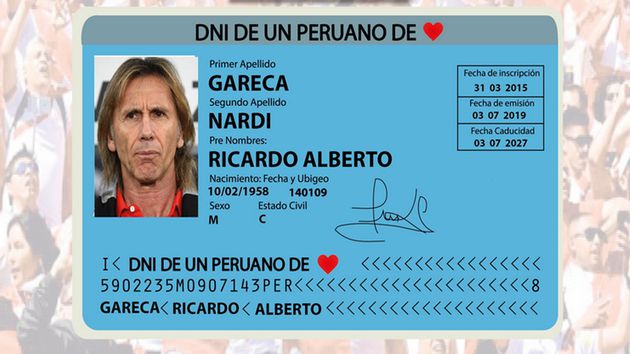 DNI DE UN PERUANO DE ❤
Primer Apellido
GARECA
Segundo Apellido
NARDI
Pre Nombres:
RICARDO ALBERTO
Nacimiento: Fecha y Ubigeo
10/02/1958 140109
Sexo Estado Civil
M C
Fecha de inscripción
31 03 2015
Fecha de emisión
03 07 2019
Fecha Caducidad
03 07 2027
I< DNI DE UN PERUANO DE ❤ <<<<<<<<<<<<<<<
5902235M0907143PER<<<<<<<<<<<<<<<<<<<<8
GARECA< RICARDO< ALBERTO <<<<<<<<<<<<<<<<<<